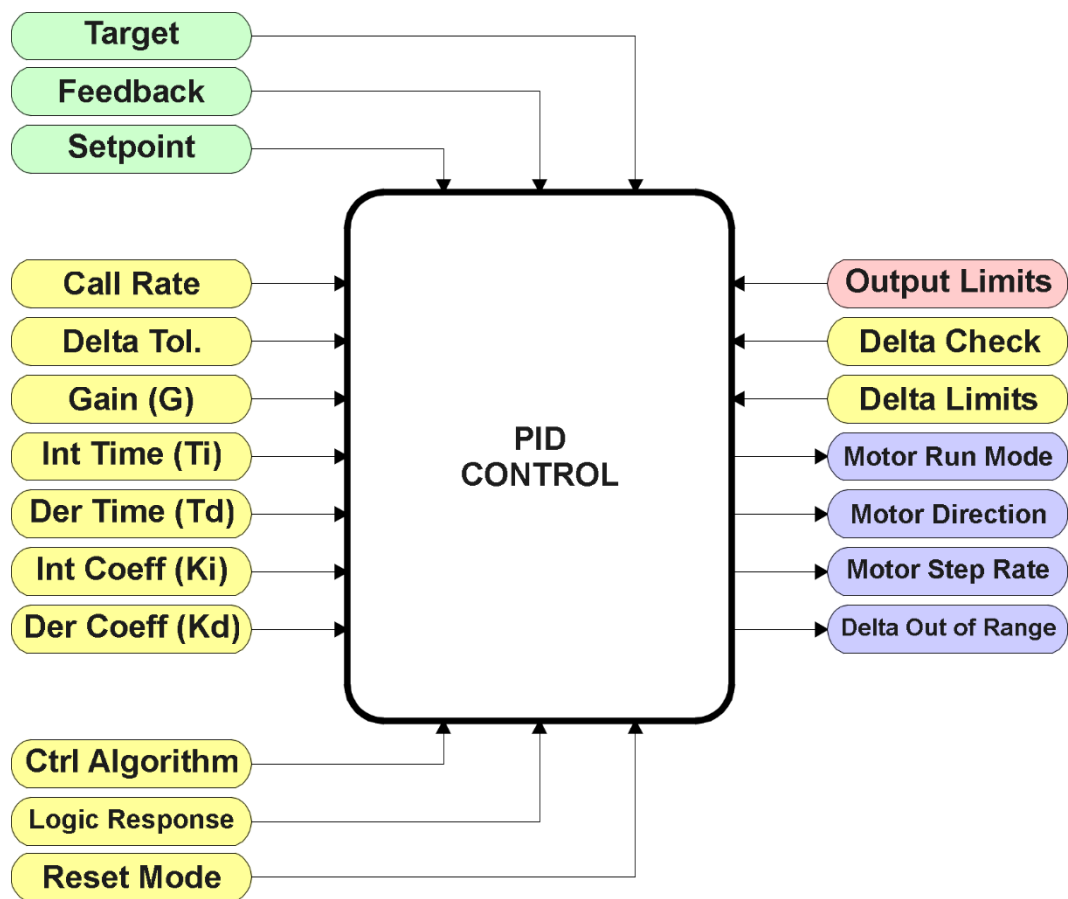 Target
Feedback
Setpoint
Call Rate
Delta Tol.
Gain (G)
Int Time (Ti)
Der Time (Td)
Int Coeff (Ki)
Der Coeff (Kd)
PID
CONTROL
Output Limits
Delta Check
Delta Limits
Motor Run Mode
Motor Direction
Motor Step Rate
Delta Out of Range
Ctrl Algorithm
Logic Response
Reset Mode